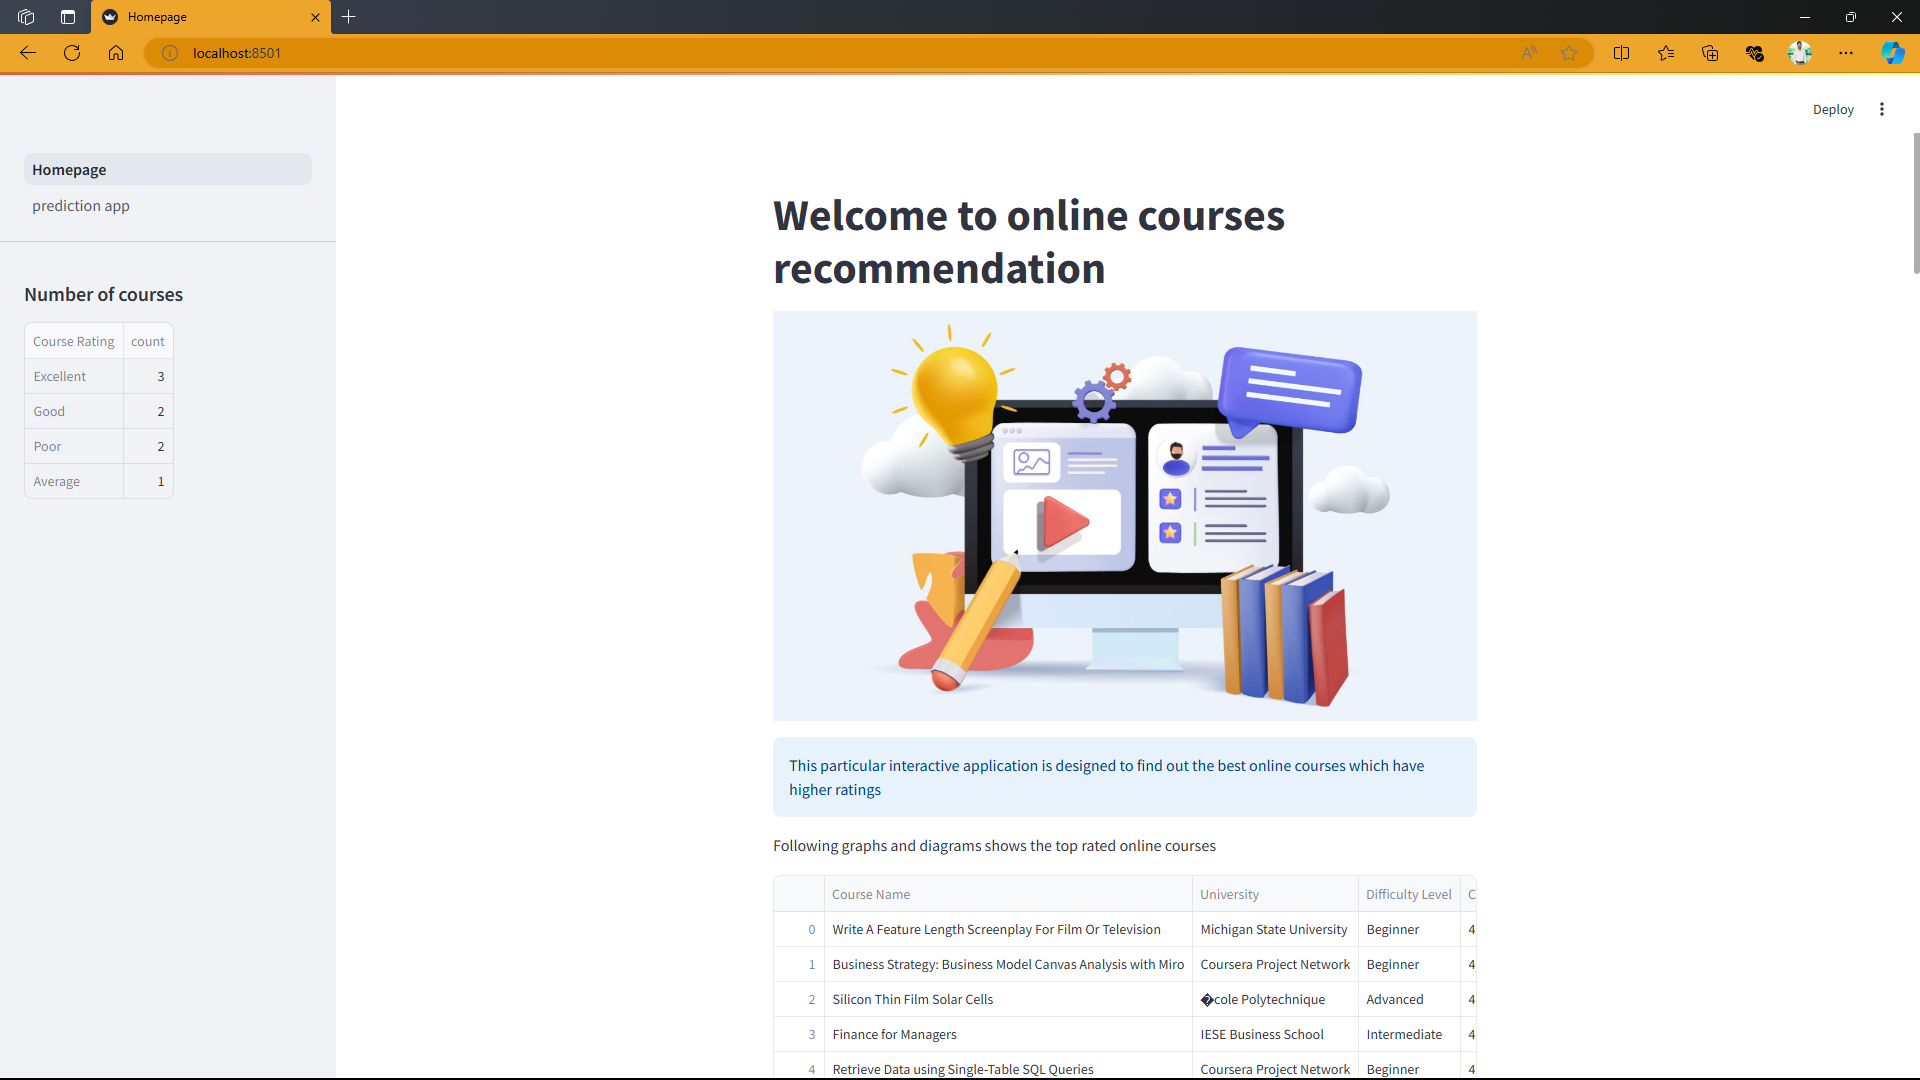 Homepage
localhost:8501
Deploy
Homepage
prediction app
Number of courses
Course Rating count
Excellent 3
Good 2
Poor 2
Average 1
Welcome to online courses
recommendation
This particular interactive application is designed to find out the best online courses which have
higher ratings
Following graphs and diagrams shows the top rated online courses
Course Name University Difficulty Level C
0 Write A Feature Length Screenplay For Film Or Television Michigan State University Beginner 4
1 Business Strategy: Business Model Canvas Analysis with Miro Coursera Project Network Beginner 4
2 Silicon Thin Film Solar Cells �cole Polytechnique Advanced 4
3 Finance for Managers IESE Business School Intermediate 4
4 Retrieve Data using Single-Table SQL Queries Coursera Project Network Beginner 4